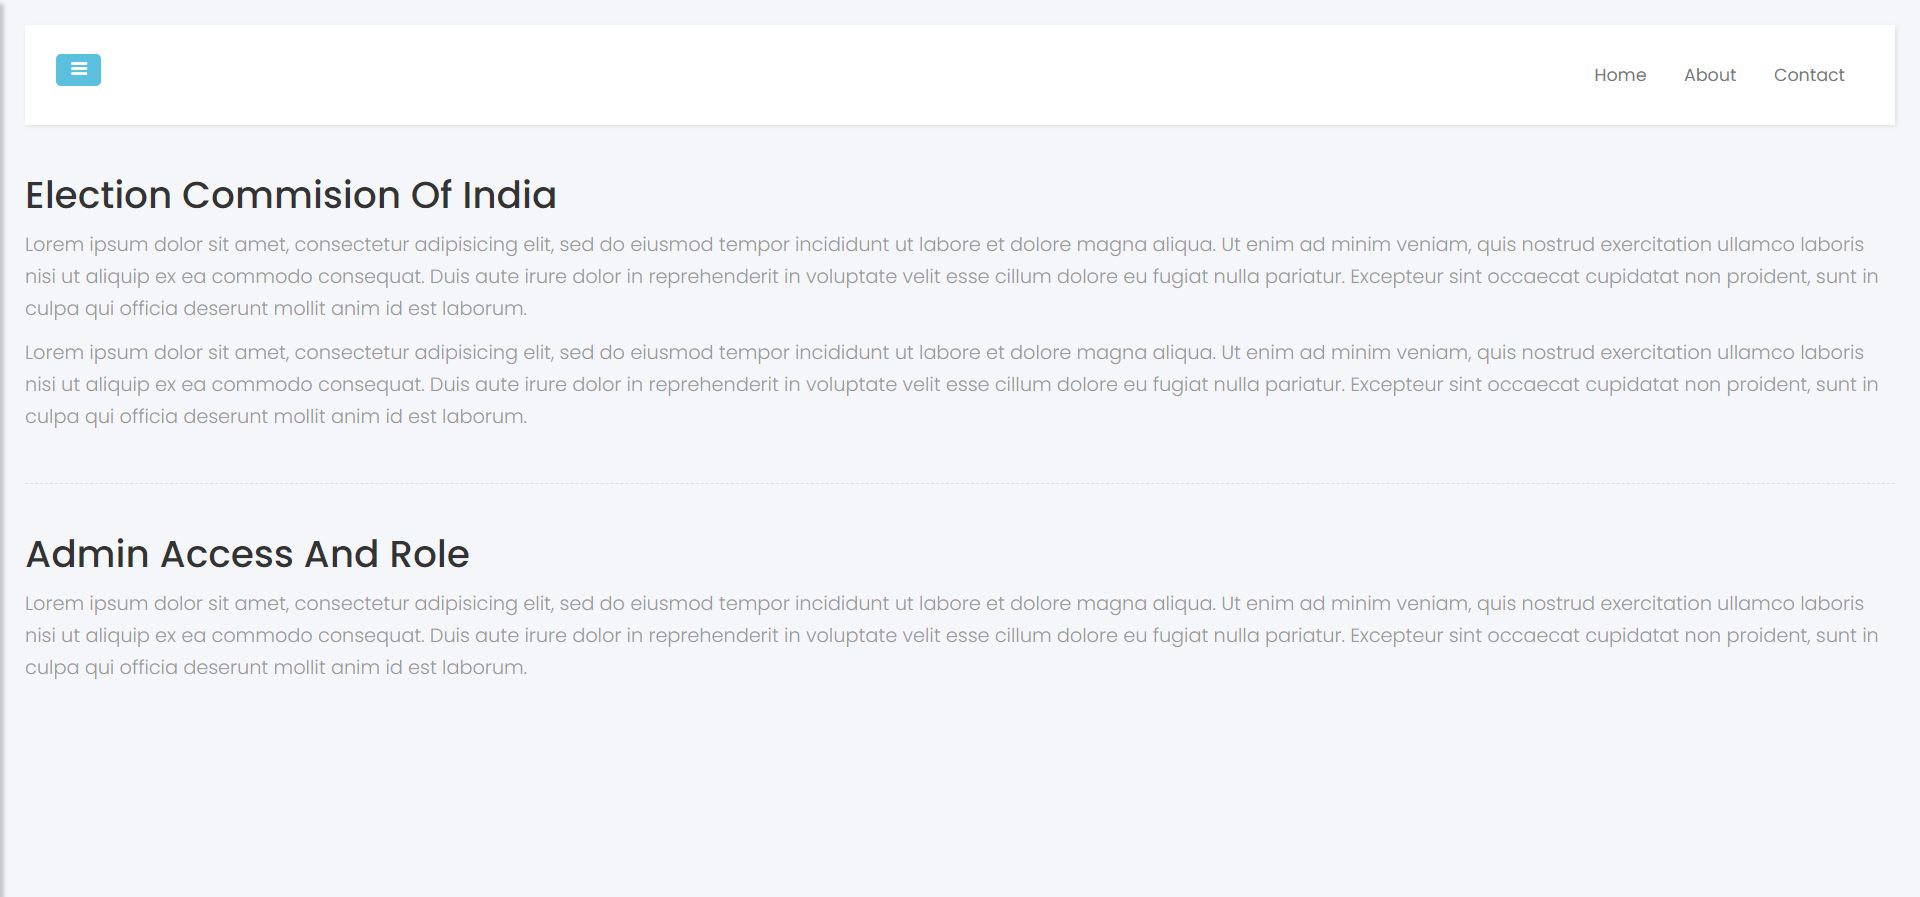 Home About Contact
Election Commision Of India
Lorem ipsum dolor sit amet, consectetur adipisicing elit, sed do eiusmod tempor incididunt ut labore et dolore magna aliqua. Ut enim ad minim veniam, quis nostrud exercitation ullamco laboris
nisi ut aliquip ex ea commodo consequat. Duis aute irure dolor in reprehenderit in voluptate velit esse cillum dolore eu fugiat nulla pariatur. Excepteur sint occaecat cupidatat non proident, sunt in
culpa qui officia deserunt mollit anim id est laborum.
Lorem ipsum dolor sit amet, consectetur adipisicing elit, sed do eiusmod tempor incididunt ut labore et dolore magna aliqua. Ut enim ad minim veniam, quis nostrud exercitation ullamco laboris
nisi ut aliquip ex ea commodo consequat. Duis aute irure dolor in reprehenderit in voluptate velit esse cillum dolore eu fugiat nulla pariatur. Excepteur sint occaecat cupidatat non proident, sunt in
culpa qui officia deserunt mollit anim id est laborum.
Admin Access And Role
Lorem ipsum dolor sit amet, consectetur adipisicing elit, sed do eiusmod tempor incididunt ut labore et dolore magna aliqua. Ut enim ad minim veniam, quis nostrud exercitation ullamco laboris
nisi ut aliquip ex ea commodo consequat. Duis aute irure dolor in reprehenderit in voluptate velit esse cillum dolore eu fugiat nulla pariatur. Excepteur sint occaecat cupidatat non proident, sunt in
culpa qui officia deserunt mollit anim id est laborum.